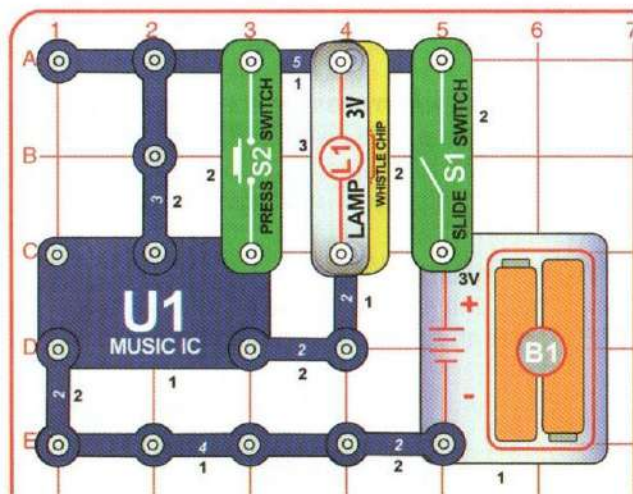 1 2 3 4 5 6 7
A 5
1
B
3 2
2
2 3 2
PRESS S2 SWITCH
LAMP L1 3V
WHISTLE CHIP
SLIDE S1 SWITCH
2
C
U1
MUSIC IC
2 1
3V
+
-
B1
D 2
2
1
2 2
E 4 2
1 2 1